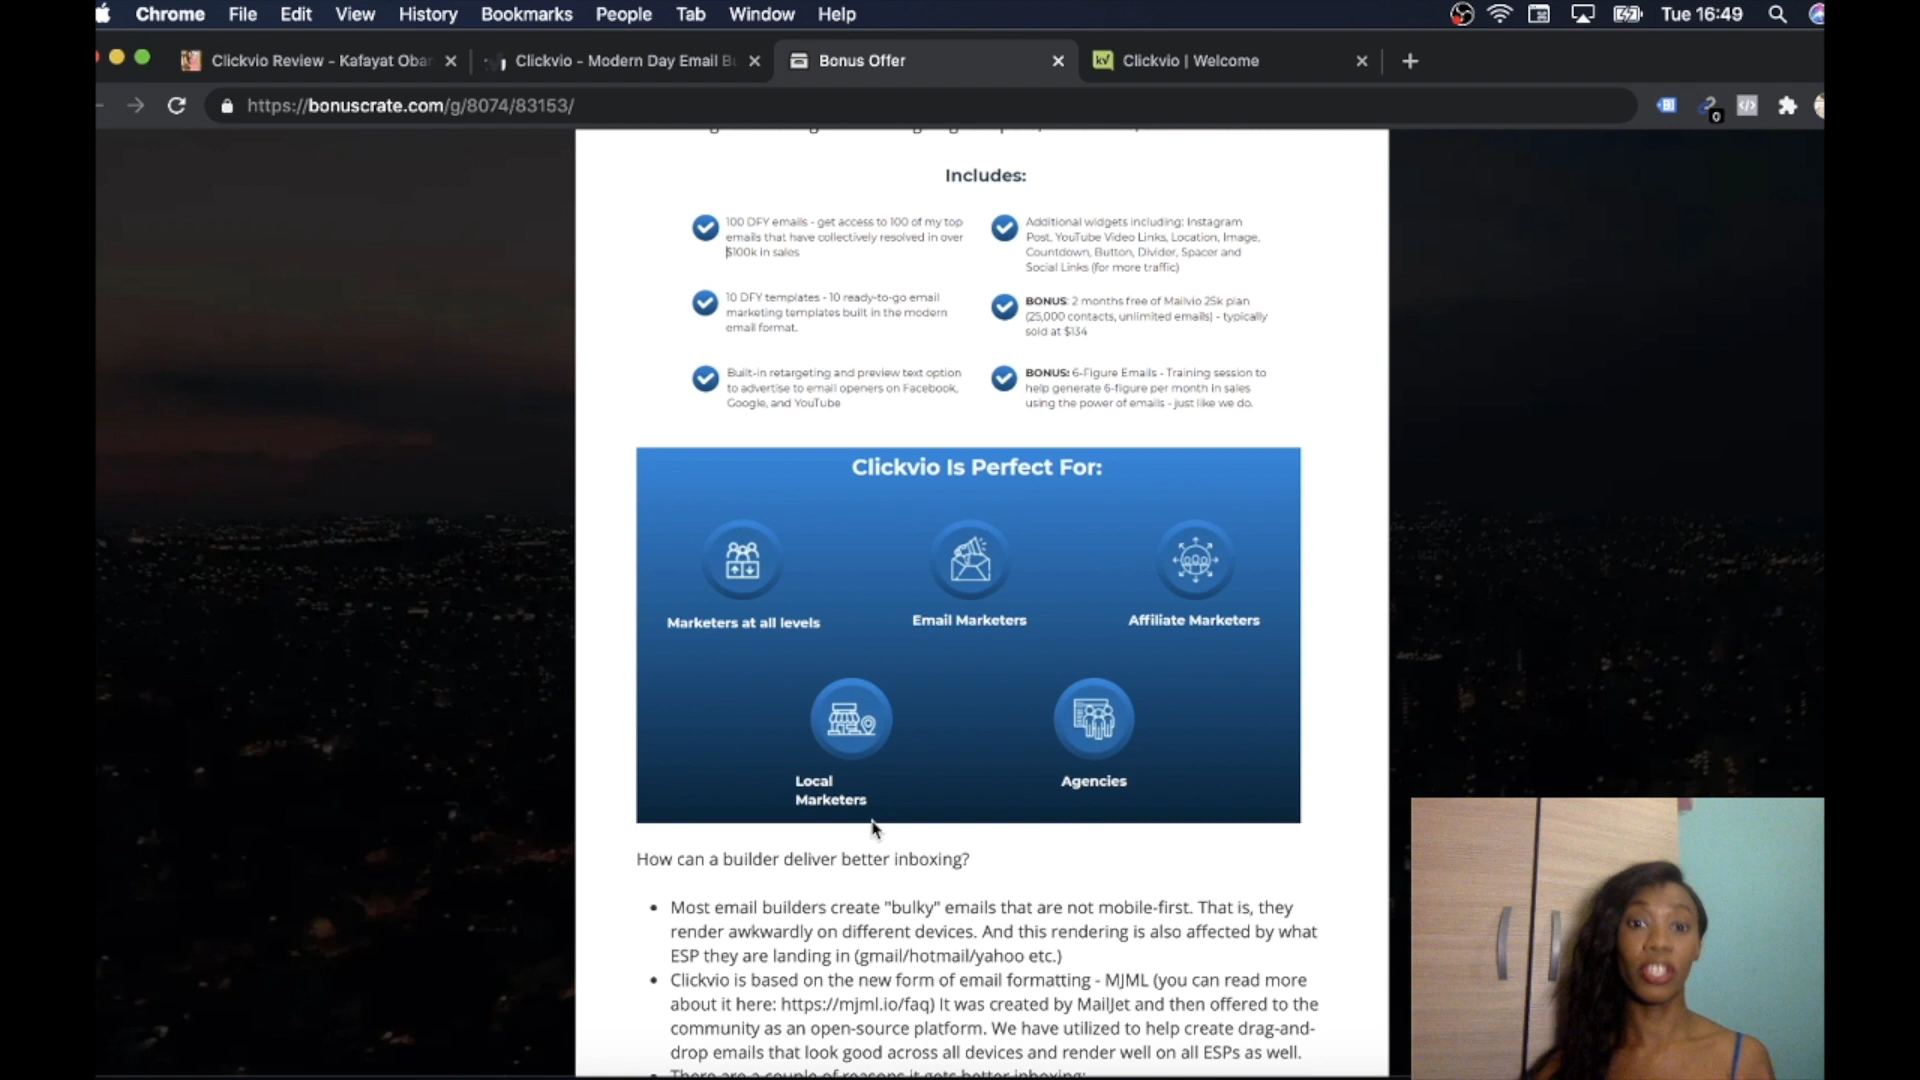 Chrome File Edit View History Bookmarks People Tab Window Help Tue 16:49
Clickvio Review - Kafayat Obar Clickvio - Modern Day Email B Bonus Offer Clickvio | Welcome
https://bonuscrate.com/g/8074/83153/
0
Includes:
100 DFY emails - get access to 100 of my top
emails that have collectively resolved in over
$100k in sales
Additional widgets including: Instagram
Post, YouTube Video Links, Location, Image,
Countdown, Button, Divider, Spacer and
Social Links (for more traffic)
10 DFY templates - 10 ready-to-go email
marketing templates built in the modern
email format.
BONUS: 2 months free of Mailvio 25k plan
(25,000 contacts, unlimited emails) - typically
sold at $134
Built-in retargeting and preview text option
to advertise to email openers on Facebook,
Google, and YouTube
BONUS: 6-Figure Emails - Training session to
help generate 6-figure per month in sales
using the power of emails - just like we do.
Clickvio Is Perfect For:
Marketers at all levels
Email Marketers
Affiliate Marketers
Local
Marketers
Agencies
How can a builder deliver better inboxing?
• Most email builders create "bulky" emails that are not mobile-first. That is, they
render awkwardly on different devices. And this rendering is also affected by what
ESP they are landing in (gmail/hotmail/yahoo etc.)
• Clickvio is based on the new form of email formatting - MJML (you can read more
about it here: https://mjml.io/faq) It was created by MailJet and then offered to the
community as an open-source platform. We have utilized to help create drag-and-
drop emails that look good across all devices and render well on all ESPs as well.
• There are a couple of reasons it gets better inboxing: